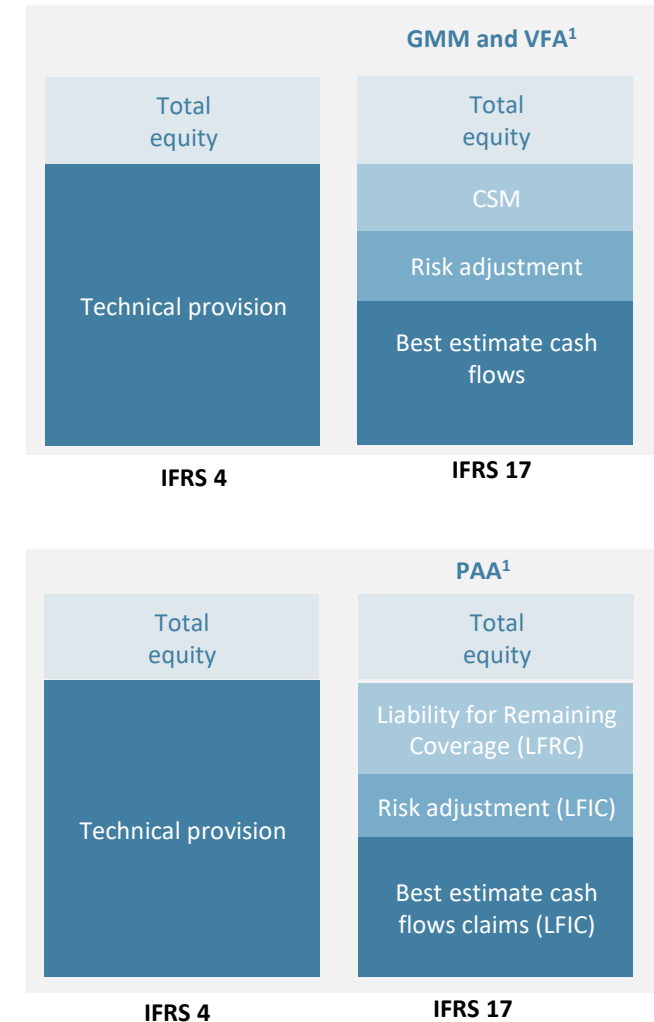 GMM and VFA¹
Total
equity
Total
equity
CSM
Risk adjustment
Technical provision
Best estimate cash
flows
IFRS 4
IFRS 17
PAA¹
Total
equity
Total
equity
Liability for Remaining
Coverage (LFRC)
Risk adjustment (LFIC)
Technical provision
Best estimate cash
flows claims (LFIC)
IFRS 4
IFRS 17